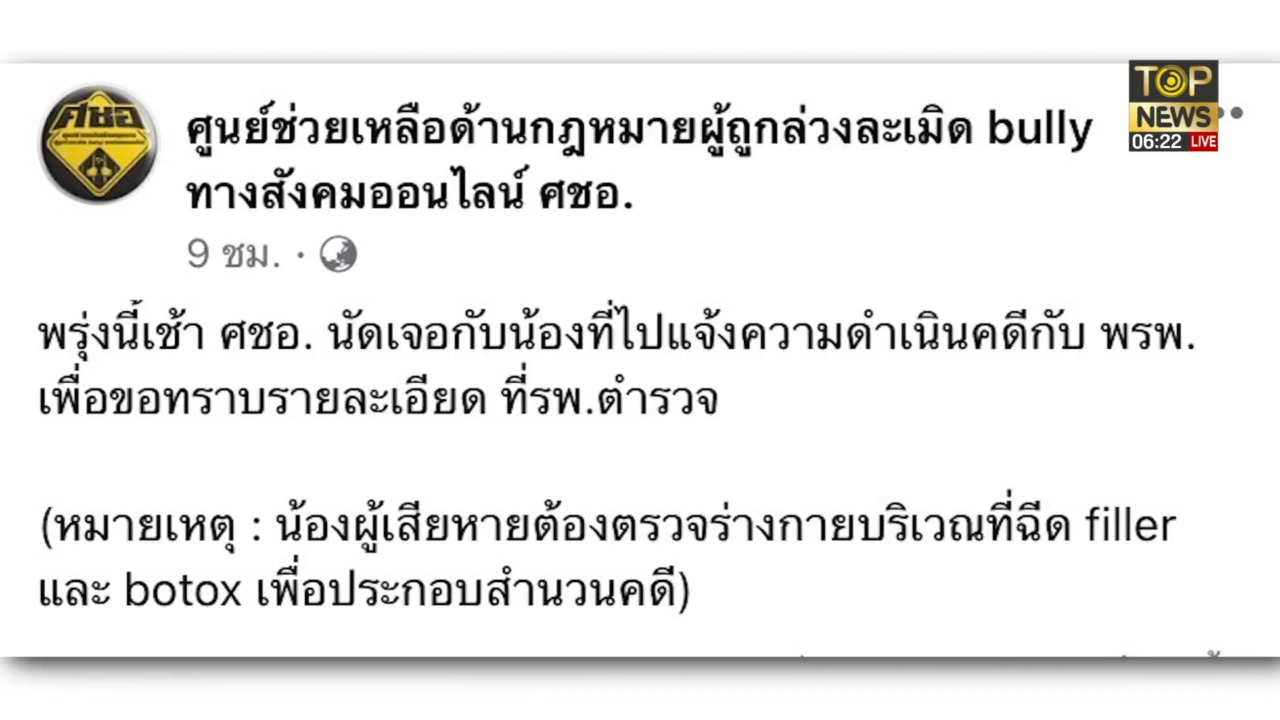 TOP
NEWS
06:22 LIVE
ศชอ
ศูนย์ช่วยเหลือด้านกฎหมายผู้ถูกล่วงละเมิด bully
ทางสังคมออนไลน์ ศชอ.
9 ชม. ·
พรุ่งนี้เช้า ศชอ. นัดเจอกับน้องที่ไปแจ้งความดำเนินคดีกับ พรพ.
เพื่อขอทราบรายละเอียด ที่รพ.ตำรวจ
(หมายเหตุ : น้องผู้เสียหายต้องตรวจร่างกายบริเวณที่ฉีด filler
และ botox เพื่อประกอบสำนวนคดี)